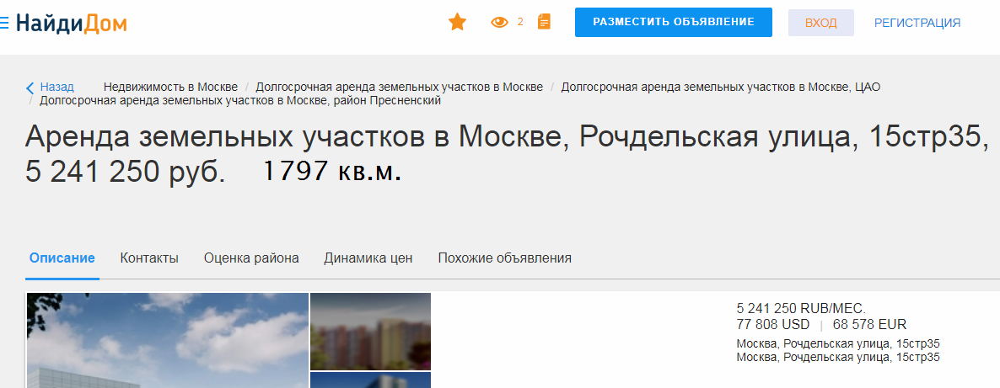 НайдиДом
2
РАЗМЕСТИТЬ ОБЪЯВЛЕНИЕ
ВХОД
РЕГИСТРАЦИЯ
Назад Недвижимость в Москве / Долгосрочная аренда земельных участков в Москве / Долгосрочная аренда земельных участков в Москве, ЦАО
/ Долгосрочная аренда земельных участков в Москве, район Пресненский
Аренда земельных участков в Москве, Рочдельская улица, 15стр35,
5 241 250 руб. 1797 кв.м.
Описание Контакты Оценка района Динамика цен Похожие объявления
5 241 250 RUB/МЕС.
77 808 USD | 68 578 EUR
Москва, Рочдельская улица, 15стр35
Москва, Рочдельская улица, 15стр35